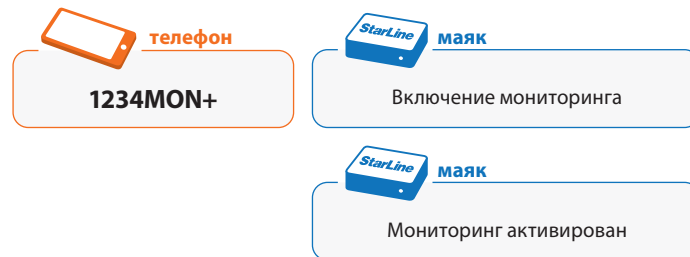 телефон
1234MON+
StarLine
маяк
Включение мониторинга
StarLine
маяк
Мониторинг активирован